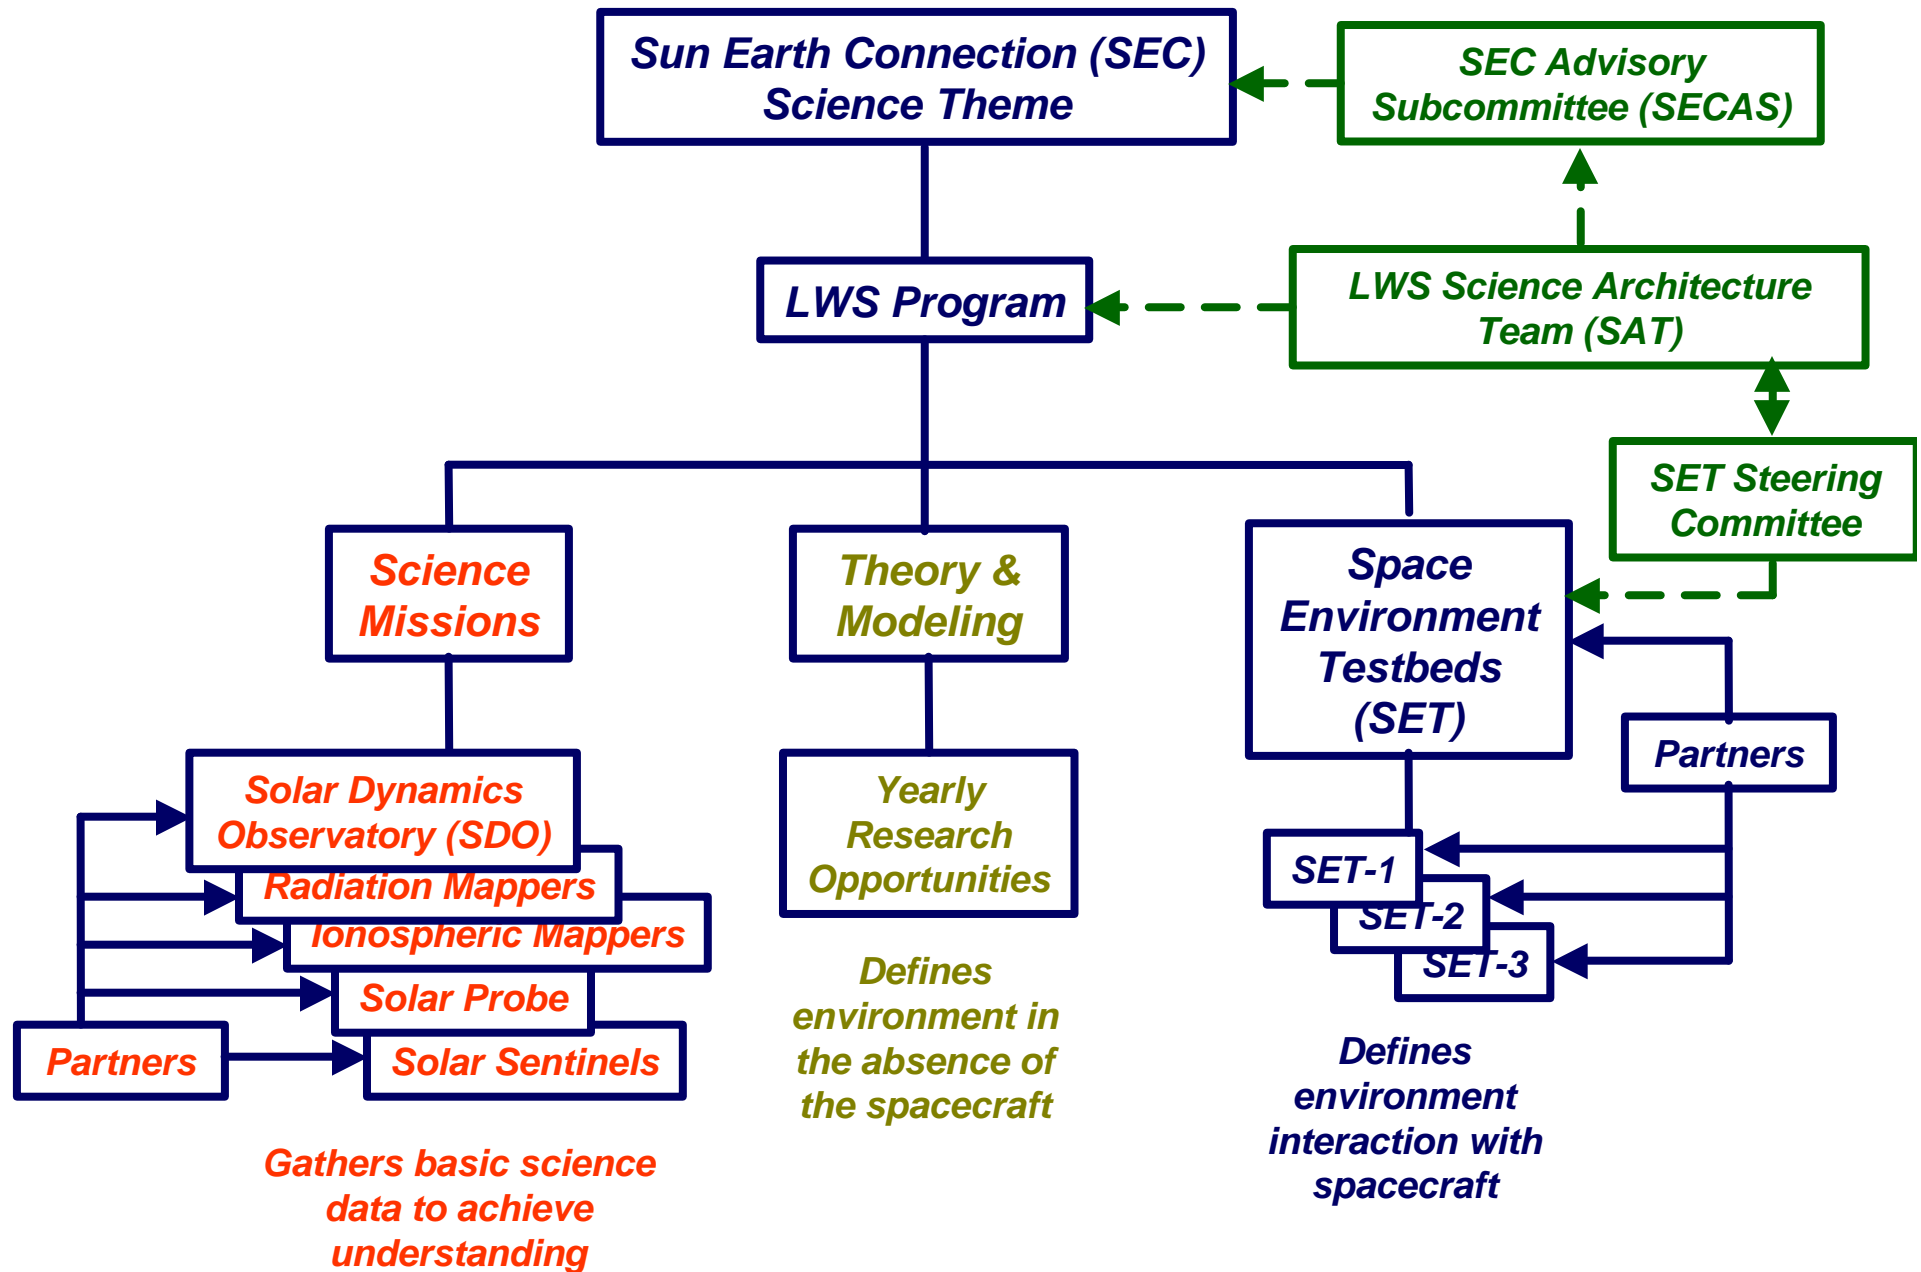 Sun Earth Connection (SEC)
Science Theme
SEC Advisory
Subcommittee (SECAS)
LWS Program
LWS Science Architecture
Team (SAT)
SET Steering
Committee
Science
Missions
Theory &
Modeling
Space
Environment
Testbeds
(SET)
Partners
Solar Dynamics
Observatory (SDO)
Radiation Mappers
Ionospheric Mappers
Solar Probe
Solar Sentinels
Partners
Yearly
Research
Opportunities
SET-1
SET-2
SET-3
Gathers basic science
data to achieve
understanding
Defines
environment in
the absence of
the spacecraft
Defines
environment
interaction with
spacecraft